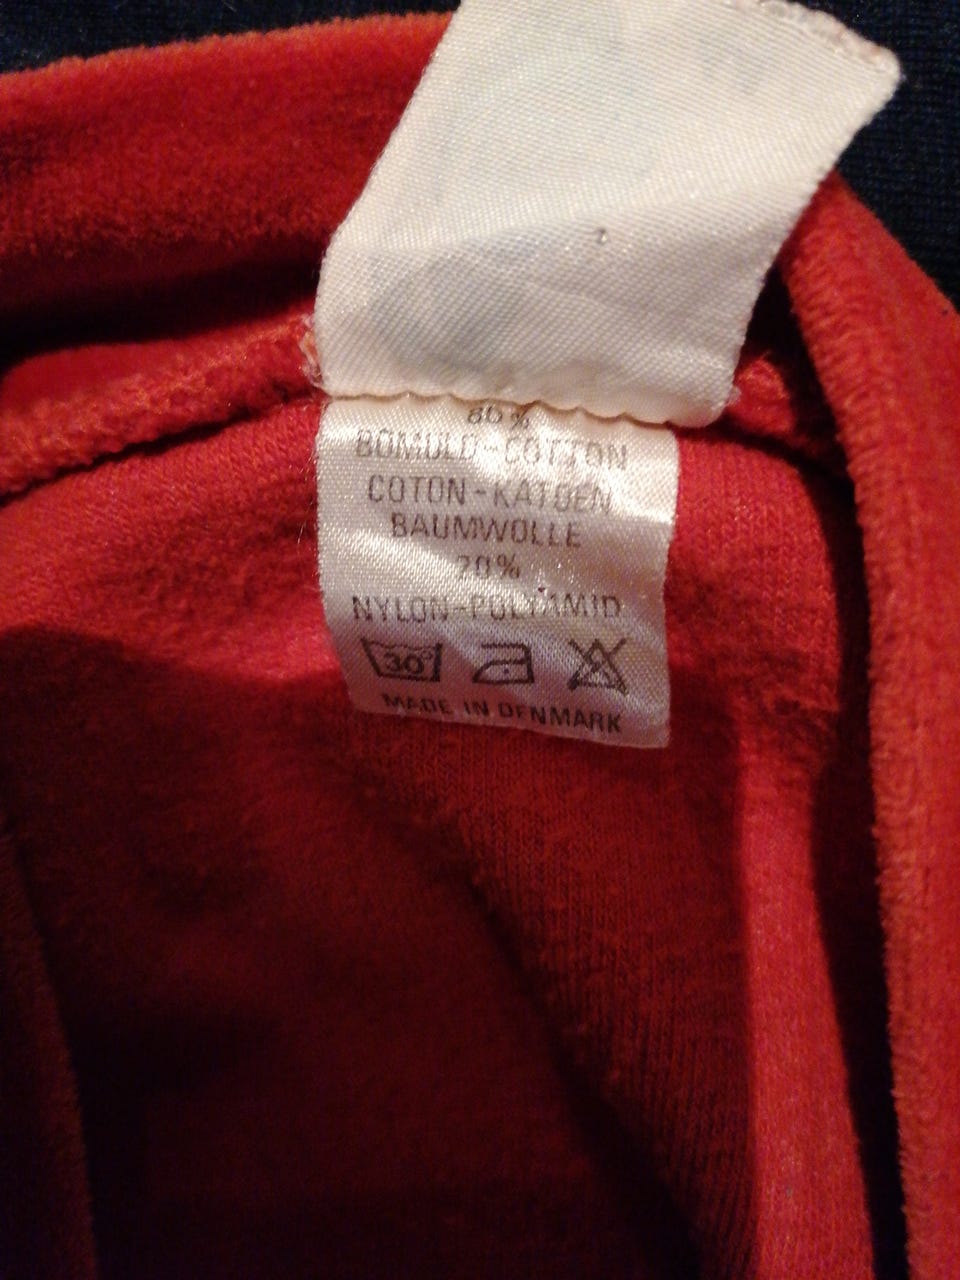 80%
BOMULD-COTTON
COTON-KATOEN
BAUMWOLLE
20%
NYLON-POLYAMID
30°
MADE IN DENMARK